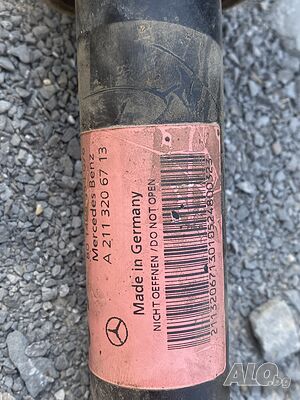 Mercedes Benz
A 211 320 67 13
Made in Germany
NICHT OEFFNEN / DO NOT OPEN
ALO.bg